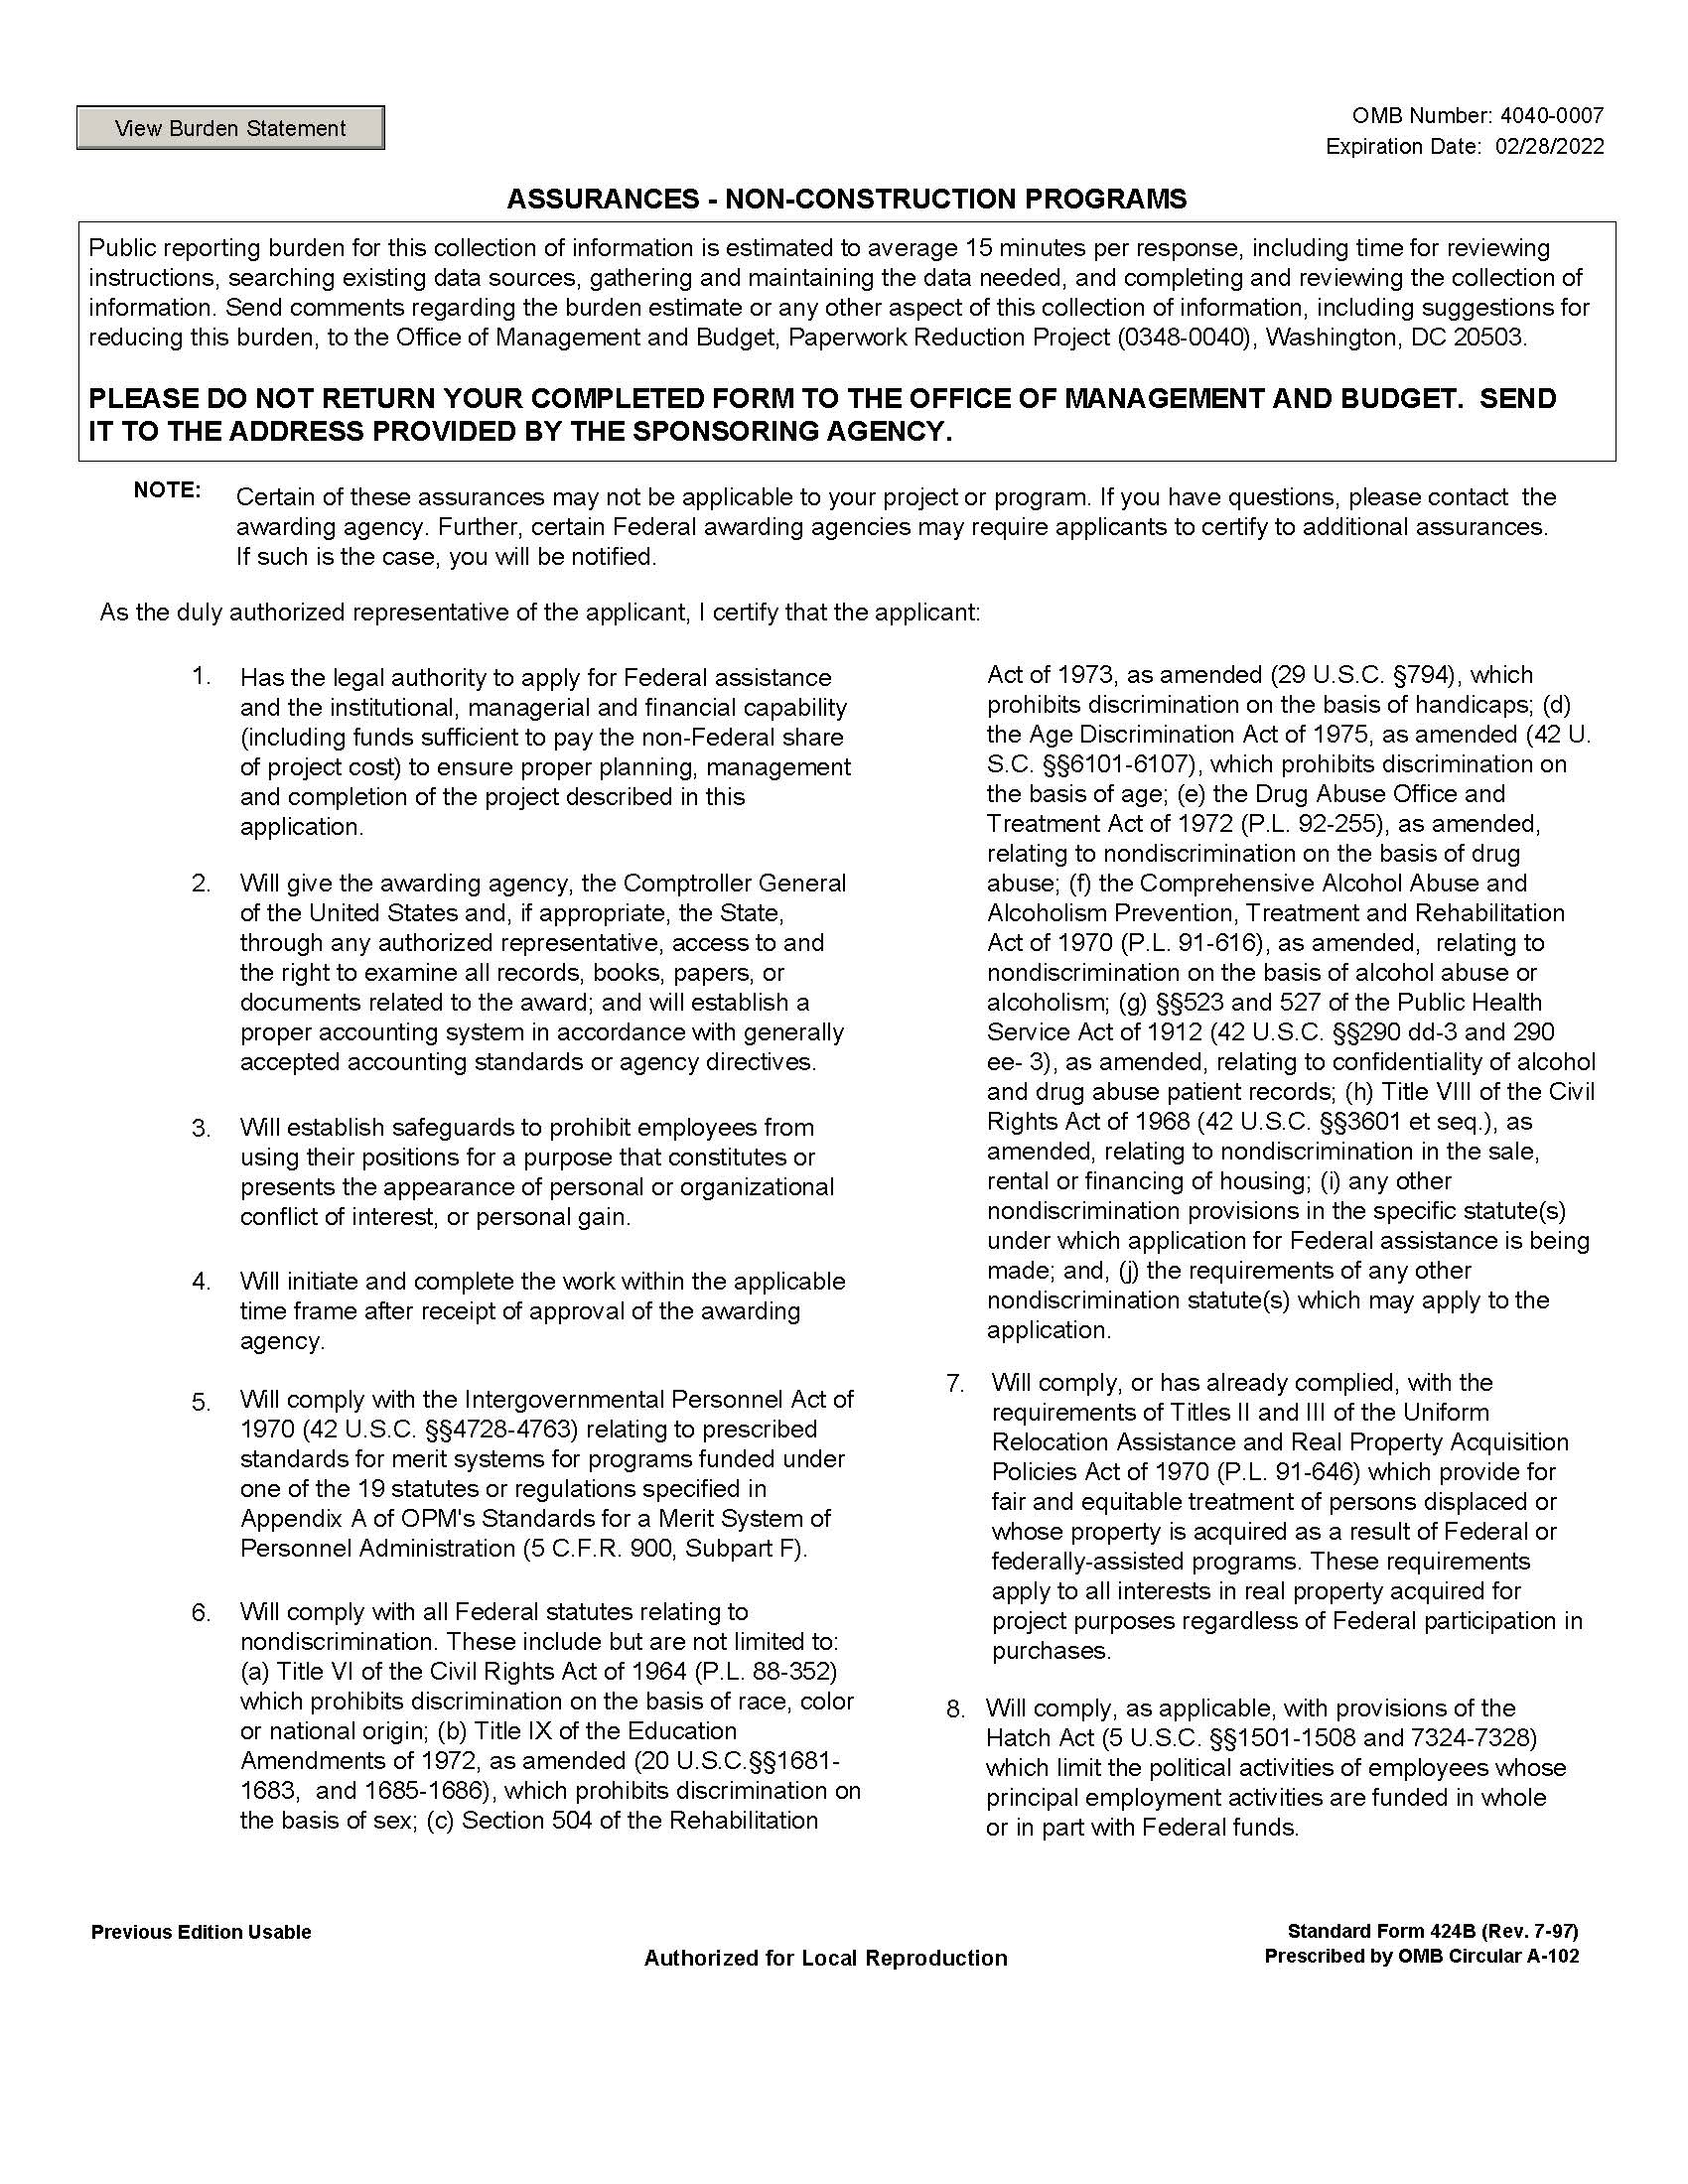 View Burden Statement
OMB Number: 4040-0007
Expiration Date: 02/28/2022
ASSURANCES - NON-CONSTRUCTION PROGRAMS
Public reporting burden for this collection of information is estimated to average 15 minutes per response, including time for reviewing
instructions, searching existing data sources, gathering and maintaining the data needed, and completing and reviewing the collection of
information. Send comments regarding the burden estimate or any other aspect of this collection of information, including suggestions for
reducing this burden, to the Office of Management and Budget, Paperwork Reduction Project (0348-0040), Washington, DC 20503.
PLEASE DO NOT RETURN YOUR COMPLETED FORM TO THE OFFICE OF MANAGEMENT AND BUDGET. SEND
IT TO THE ADDRESS PROVIDED BY THE SPONSORING AGENCY.
NOTE: Certain of these assurances may not be applicable to your project or program. If you have questions, please contact the
awarding agency. Further, certain Federal awarding agencies may require applicants to certify to additional assurances.
If such is the case, you will be notified.
As the duly authorized representative of the applicant, I certify that the applicant:
1. Has the legal authority to apply for Federal assistance
and the institutional, managerial and financial capability
(including funds sufficient to pay the non-Federal share
of project cost) to ensure proper planning, management
and completion of the project described in this
application.
2. Will give the awarding agency, the Comptroller General
of the United States and, if appropriate, the State,
through any authorized representative, access to and
the right to examine all records, books, papers, or
documents related to the award; and will establish a
proper accounting system in accordance with generally
accepted accounting standards or agency directives.
3. Will establish safeguards to prohibit employees from
using their positions for a purpose that constitutes or
presents the appearance of personal or organizational
conflict of interest, or personal gain.
4. Will initiate and complete the work within the applicable
time frame after receipt of approval of the awarding
agency.
5. Will comply with the Intergovernmental Personnel Act of
1970 (42 U.S.C. §§4728-4763) relating to prescribed
standards for merit systems for programs funded under
one of the 19 statutes or regulations specified in
Appendix A of OPM's Standards for a Merit System of
Personnel Administration (5 C.F.R. 900, Subpart F).
6. Will comply with all Federal statutes relating to
nondiscrimination. These include but are not limited to:
(a) Title VI of the Civil Rights Act of 1964 (P.L. 88-352)
which prohibits discrimination on the basis of race, color
or national origin; (b) Title IX of the Education
Amendments of 1972, as amended (20 U.S.C.§§1681-
1683, and 1685-1686), which prohibits discrimination on
the basis of sex; (c) Section 504 of the Rehabilitation
Act of 1973, as amended (29 U.S.C. §794), which
prohibits discrimination on the basis of handicaps; (d)
the Age Discrimination Act of 1975, as amended (42 U.
S.C. §§6101-6107), which prohibits discrimination on
the basis of age; (e) the Drug Abuse Office and
Treatment Act of 1972 (P.L. 92-255), as amended,
relating to nondiscrimination on the basis of drug
abuse; (f) the Comprehensive Alcohol Abuse and
Alcoholism Prevention, Treatment and Rehabilitation
Act of 1970 (P.L. 91-616), as amended, relating to
nondiscrimination on the basis of alcohol abuse or
alcoholism; (g) §§523 and 527 of the Public Health
Service Act of 1912 (42 U.S.C. §§290 dd-3 and 290
ee- 3), as amended, relating to confidentiality of alcohol
and drug abuse patient records; (h) Title VIII of the Civil
Rights Act of 1968 (42 U.S.C. §§3601 et seq.), as
amended, relating to nondiscrimination in the sale,
rental or financing of housing; (i) any other
nondiscrimination provisions in the specific statute(s)
under which application for Federal assistance is being
made; and, (j) the requirements of any other
nondiscrimination statute(s) which may apply to the
application.
7. Will comply, or has already complied, with the
requirements of Titles II and III of the Uniform
Relocation Assistance and Real Property Acquisition
Policies Act of 1970 (P.L. 91-646) which provide for
fair and equitable treatment of persons displaced or
whose property is acquired as a result of Federal or
federally-assisted programs. These requirements
apply to all interests in real property acquired for
project purposes regardless of Federal participation in
purchases.
8. Will comply, as applicable, with provisions of the
Hatch Act (5 U.S.C. §§1501-1508 and 7324-7328)
which limit the political activities of employees whose
principal employment activities are funded in whole
or in part with Federal funds.
Previous Edition Usable
Authorized for Local Reproduction
Standard Form 424B (Rev. 7-97)
Prescribed by OMB Circular A-102